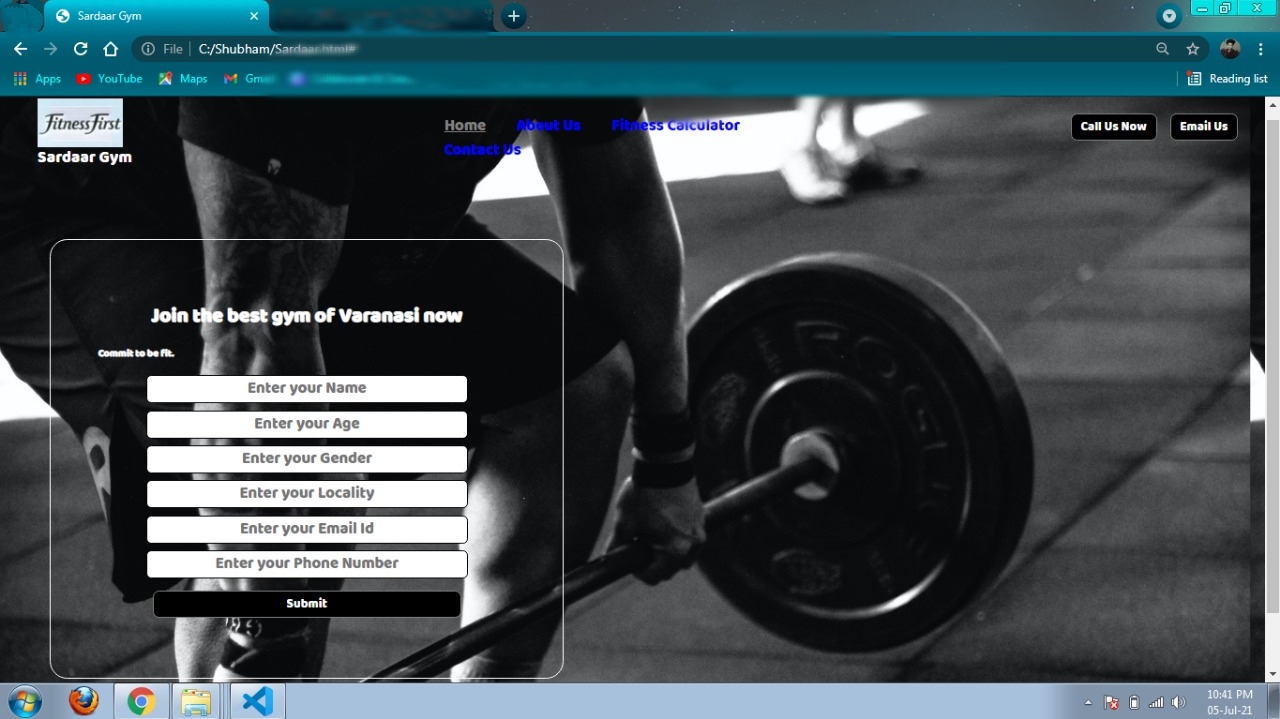 Sardaar Gym
File C:/Shubham/Sardaar.html#
Apps YouTube Maps Gmail
Reading list
FitnessFirst
Sardaar Gym
Home About Us Fitness Calculator
Contact Us
Call Us Now Email Us
Join the best gym of Varanasi now
Commit to be fit.
Enter your Name
Enter your Age
Enter your Gender
Enter your Locality
Enter your Email Id
Enter your Phone Number
Submit
10:41 PM
05-Jul-21